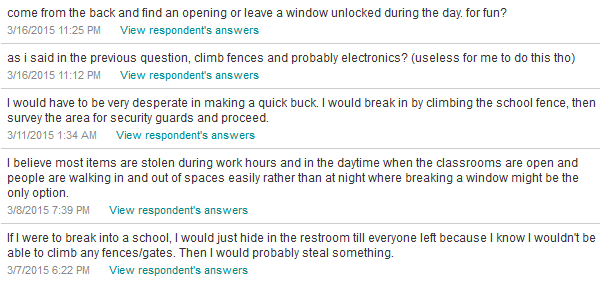 come from the back and find an opening or leave a window unlocked during the day. for fun?
3/16/2015 11:25 PM View respondent's answers
as i said in the previous question, climb fences and probably electronics? (useless for me to do this tho)
3/16/2015 11:12 PM View respondent's answers
I would have to be very desperate in making a quick buck. I would break in by climbing the school fence, then
survey the area for security guards and proceed.
3/11/2015 1:34 AM View respondent's answers
I believe most items are stolen during work hours and in the daytime when the classrooms are open and
people are walking in and out of spaces easily rather than at night where breaking a window might be the
only option.
3/8/2015 7:39 PM View respondent's answers
If I were to break into a school, I would just hide in the restroom till everyone left because I know I wouldn't be
able to climb any fences/gates. Then I would probably steal something.
3/7/2015 6:22 PM View respondent's answers